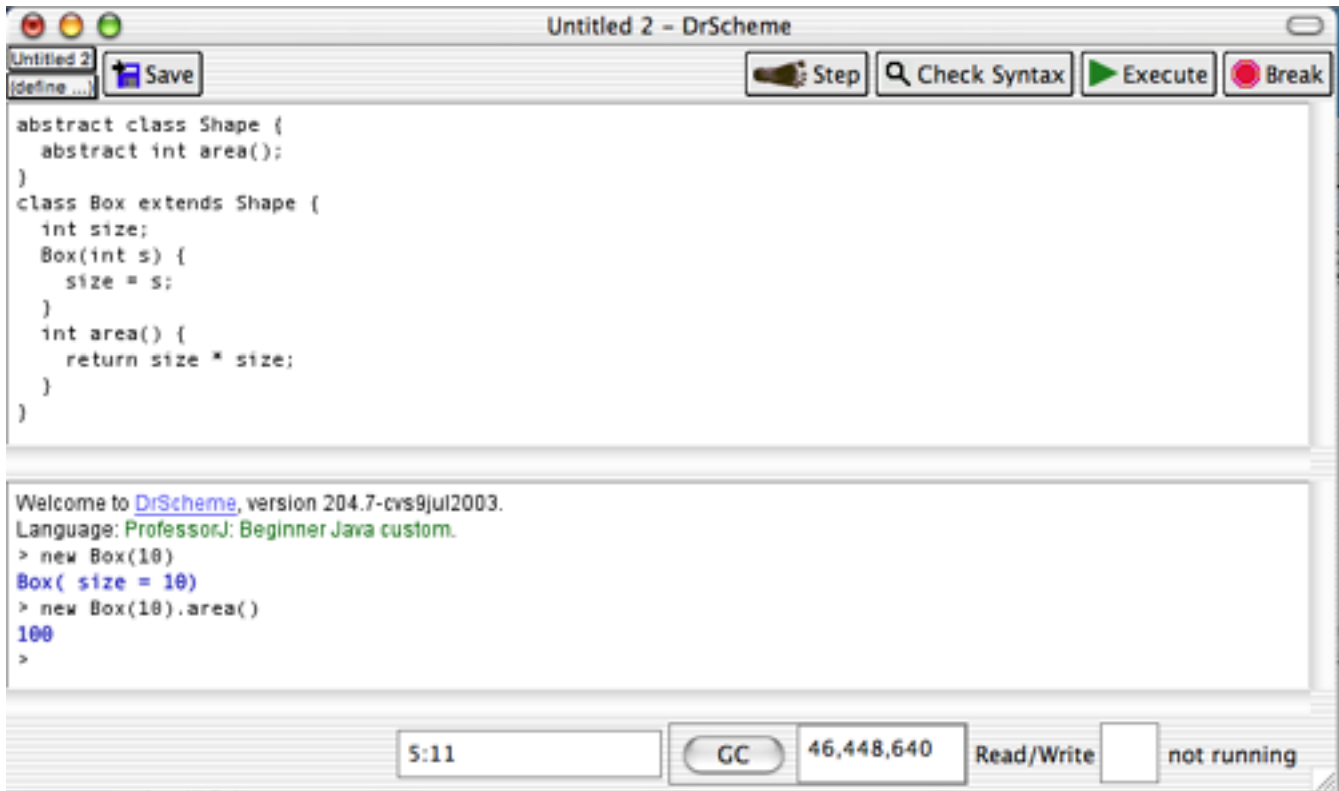 Untitled 2 - DrScheme
Untitled 2
(define ...)
Save
Step
Check Syntax
Execute
Break
abstract class Shape {
  abstract int area();
}
class Box extends Shape {
  int size;
  Box(int s) {
    size = s;
  }
  int area() {
    return size * size;
  }
}
Welcome to DrScheme, version 204.7-cvs9jul2003.
Language: ProfessorJ: Beginner Java custom.
> new Box(10)
Box( size = 10)
> new Box(10).area()
100
>
5:11
GC
46,448,640
Read/Write
not running